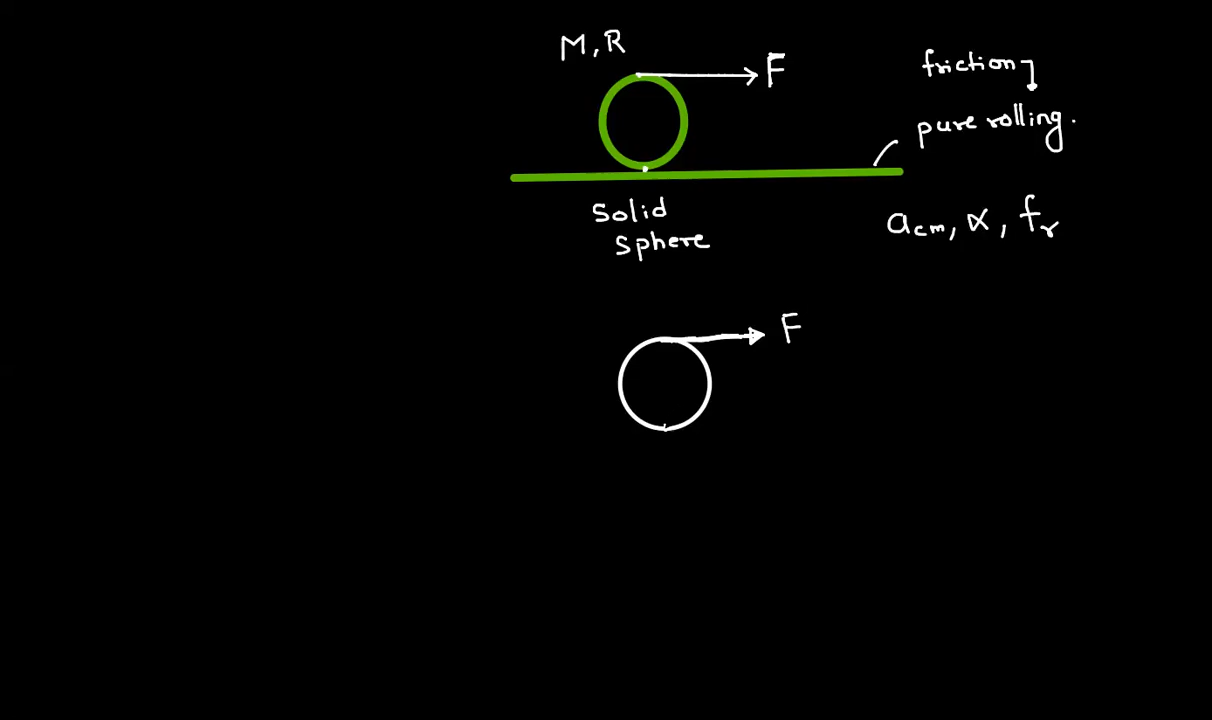 M, R
F
friction
pure rolling.
Solid
Sphere
acm, α, fr
F